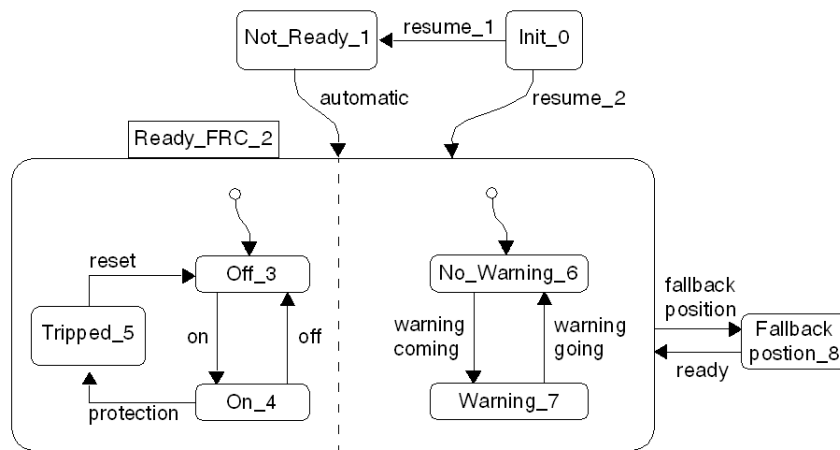 Not_Ready_1
resume_1
Init_0
automatic
resume_2
Ready_FRC_2
reset
Off_3
No_Warning_6
fallback
position
Tripped_5
on
off
warning
coming
warning
going
Fallback
postion_8
ready
protection
On_4
Warning_7